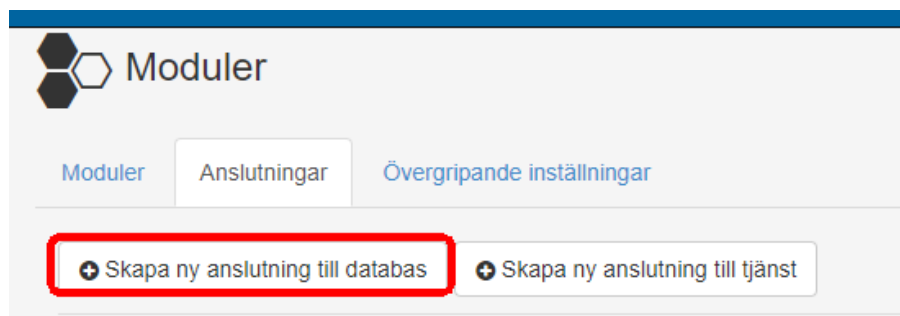 Moduler
Moduler Anslutningar Övergripande inställningar
Skapa ny anslutning till databas Skapa ny anslutning till tjänst